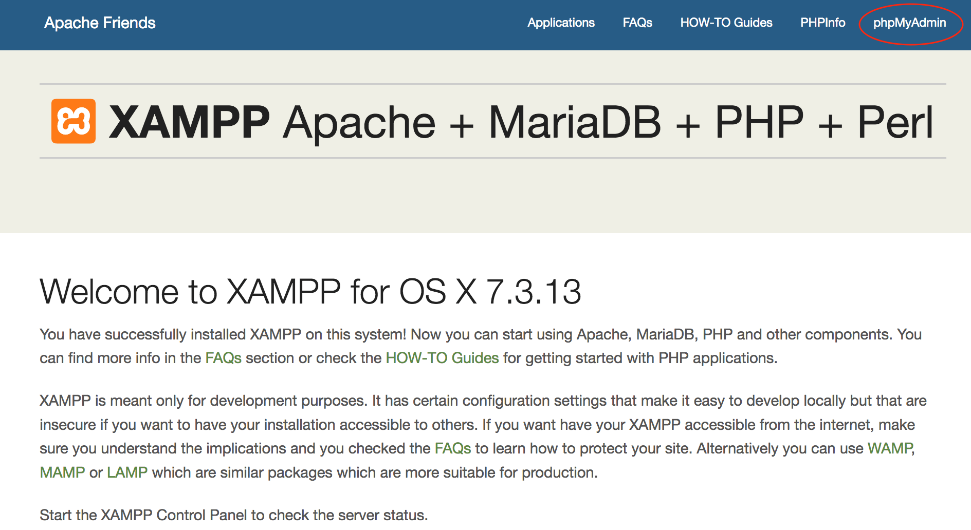 Apache Friends Applications FAQs HOW-TO Guides PHPInfo phpMyAdmin
XAMPP Apache + MariaDB + PHP + Perl
Welcome to XAMPP for OS X 7.3.13
You have successfully installed XAMPP on this system! Now you can start using Apache, MariaDB, PHP and other components. You
can find more info in the FAQs section or check the HOW-TO Guides for getting started with PHP applications.
XAMPP is meant only for development purposes. It has certain configuration settings that make it easy to develop locally but that are
insecure if you want to have your installation accessible to others. If you want have your XAMPP accessible from the internet, make
sure you understand the implications and you checked the FAQs to learn how to protect your site. Alternatively you can use WAMP,
MAMP or LAMP which are similar packages which are more suitable for production.
Start the XAMPP Control Panel to check the server status.